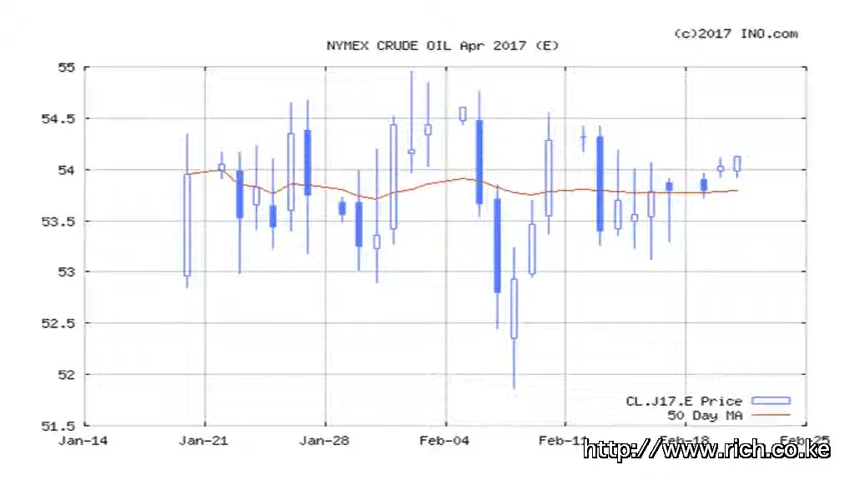 (c)2017 INO.com
NYMEX CRUDE OIL Apr 2017 (E)
55
54.5
54
53.5
53
52.5
52
51.5
CL.J17.E Price
50 Day MA
Jan-14 Jan-21 Jan-28 Feb-04 Feb-11 Feb-18 Feb-25
http://www.rich.co.ke